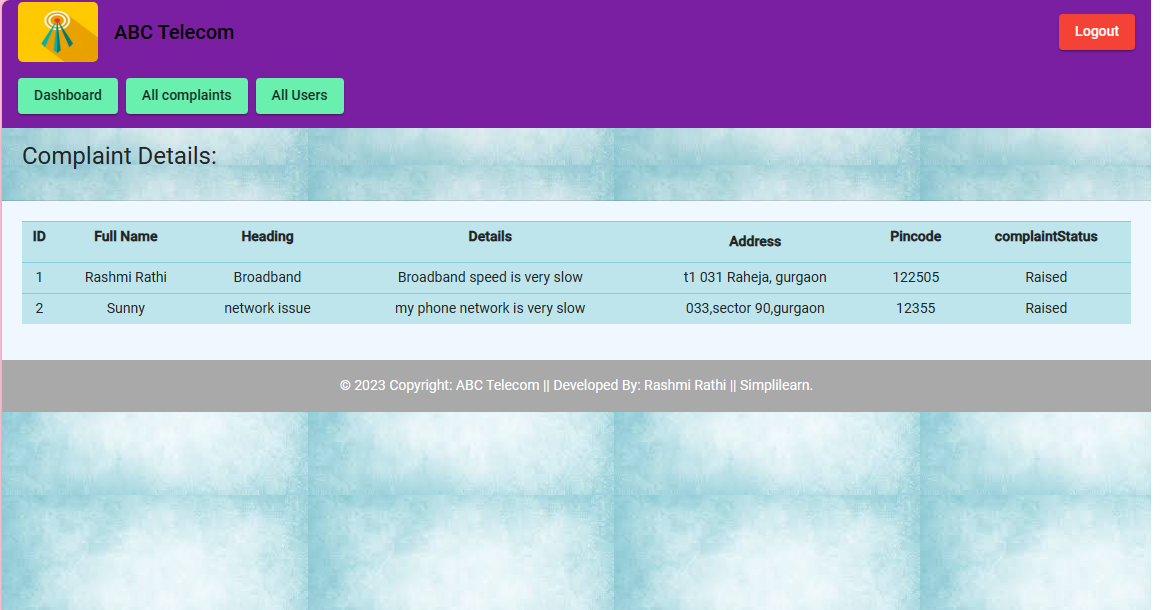 ABC Telecom
Logout
Dashboard All complaints All Users
Complaint Details:
ID Full Name Heading Details Address Pincode complaintStatus
1 Rashmi Rathi Broadband Broadband speed is very slow t1 031 Raheja, gurgaon 122505 Raised
2 Sunny network issue my phone network is very slow 033,sector 90,gurgaon 12355 Raised
© 2023 Copyright: ABC Telecom || Developed By: Rashmi Rathi || Simplilearn.